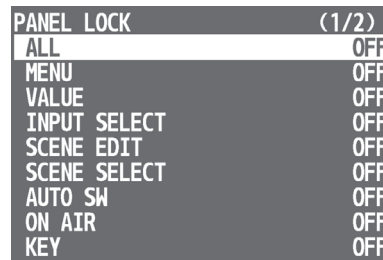 PANEL LOCK (1/2)
ALL OFF
MENU OFF
VALUE OFF
INPUT SELECT OFF
SCENE EDIT OFF
SCENE SELECT OFF
AUTO SW OFF
ON AIR OFF
KEY OFF